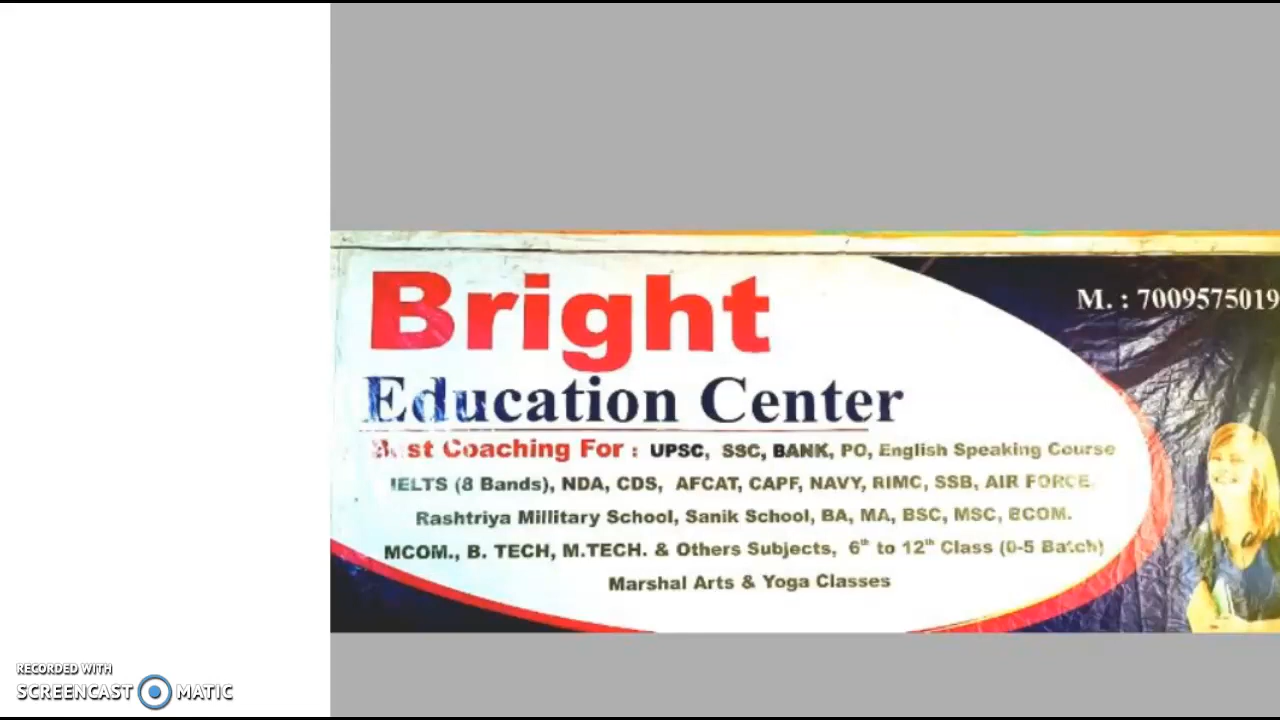 Bright
M. : 7009575019
Education Center
Best Coaching For : UPSC, SSC, BANK, PO, English Speaking Course
IELTS (8 Bands), NDA, CDS, AFCAT, CAPF, NAVY, RIMC, SSB, AIR FORCE,
Rashtriya Millitary School, Sanik School, BA, MA, BSC, MSC, BCOM.
MCOM., B. TECH, M.TECH. & Others Subjects, 6th to 12th Class (0-5 Batch)
Marshal Arts & Yoga Classes
RECORDED WITH
SCREENCAST MATIC